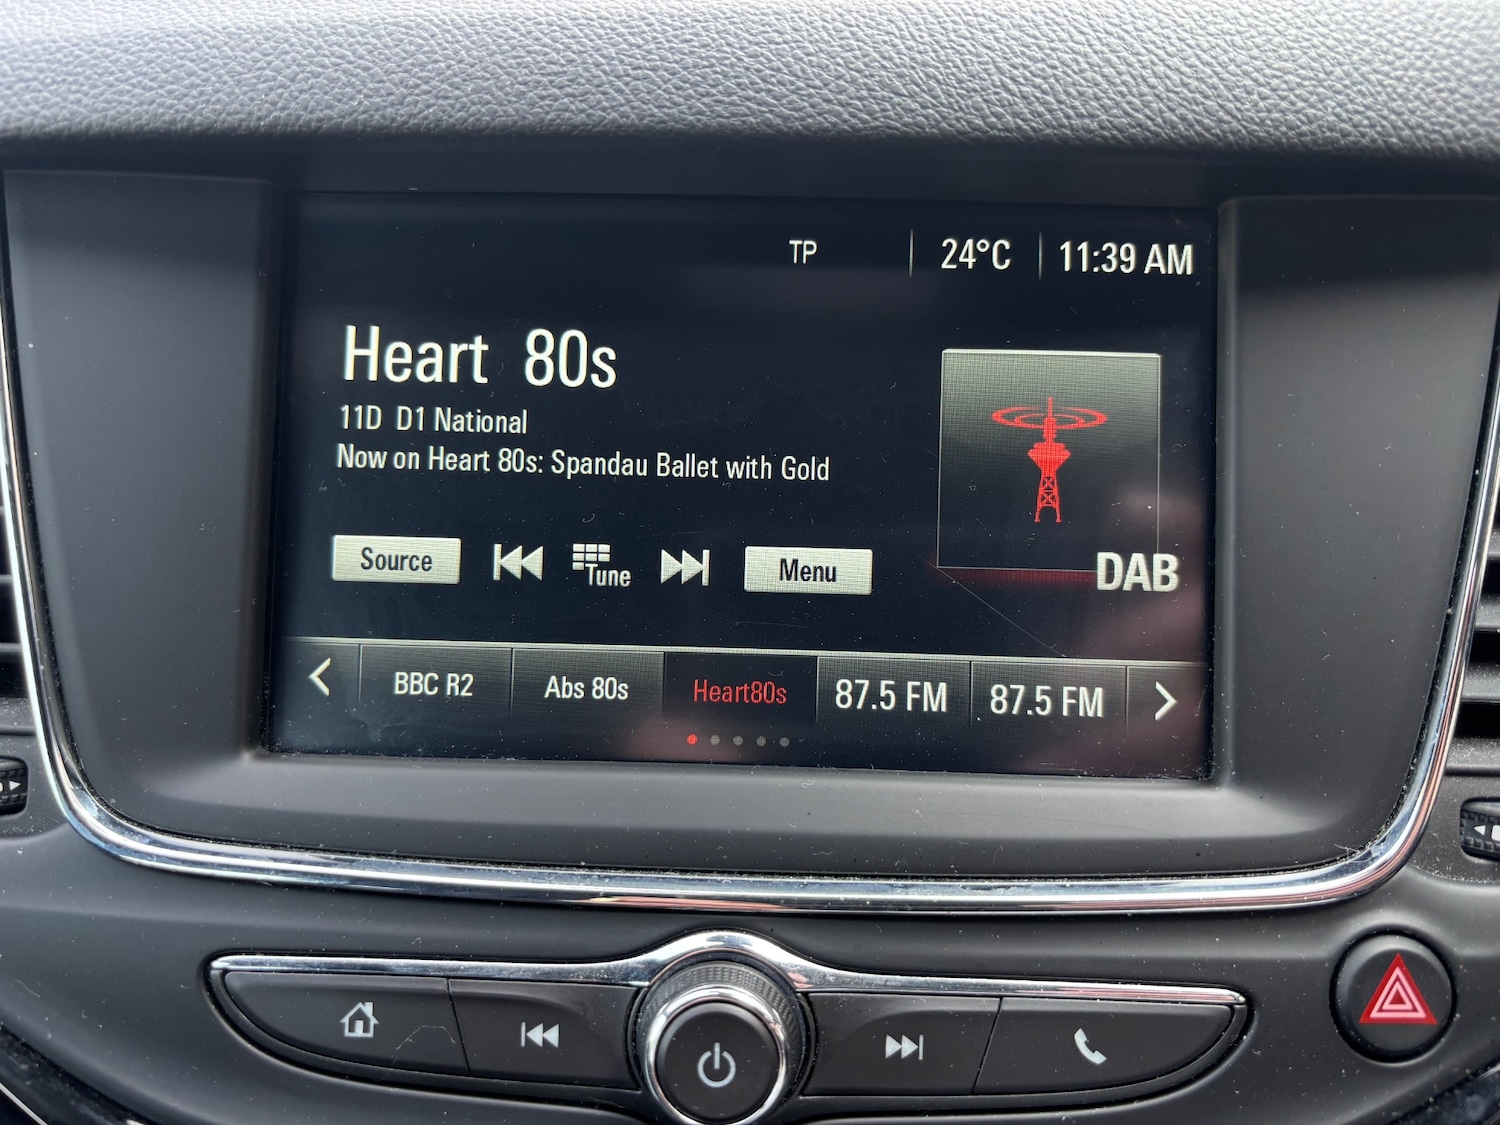 TP 24°C 11:39 AM
Heart 80s
11D D1 National
Now on Heart 80s: Spandau Ballet with Gold
Source Tune Menu
DAB
BBC R2 Abs 80s Heart80s 87.5 FM 87.5 FM